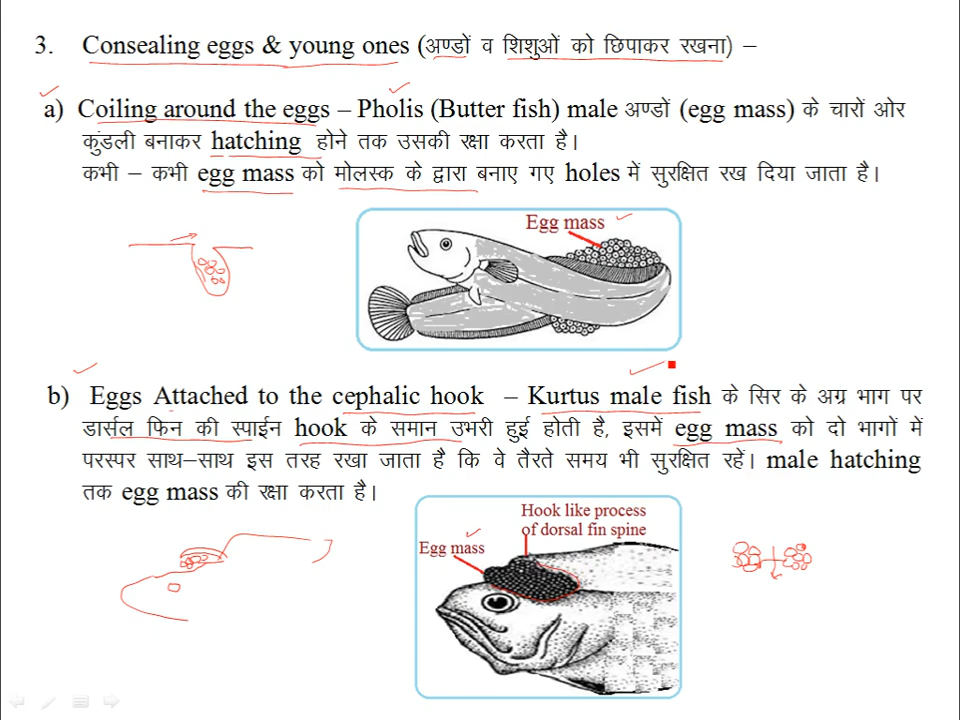 3. Consealing eggs & young ones (अण्डों व शिशुओं को छिपाकर रखना) –
a) Coiling around the eggs – Pholis (Butter fish) male अण्डों (egg mass) के चारों ओर
कुंडली बनाकर hatching होने तक उसकी रक्षा करता है।
कभी – कभी egg mass को मोलस्क के द्वारा बनाए गए holes में सुरक्षित रख दिया जाता है।
Egg mass
b) Eggs Attached to the cephalic hook – Kurtus male fish के सिर के अग्र भाग पर
डार्सल फिन की स्पाईन hook के समान उभरी हुई होती है, इसमें egg mass को दो भागों में
परस्पर साथ–साथ इस तरह रखा जाता है कि वे तैरते समय भी सुरक्षित रहें। male hatching
तक egg mass की रक्षा करता है।
Hook like process
of dorsal fin spine
Egg mass